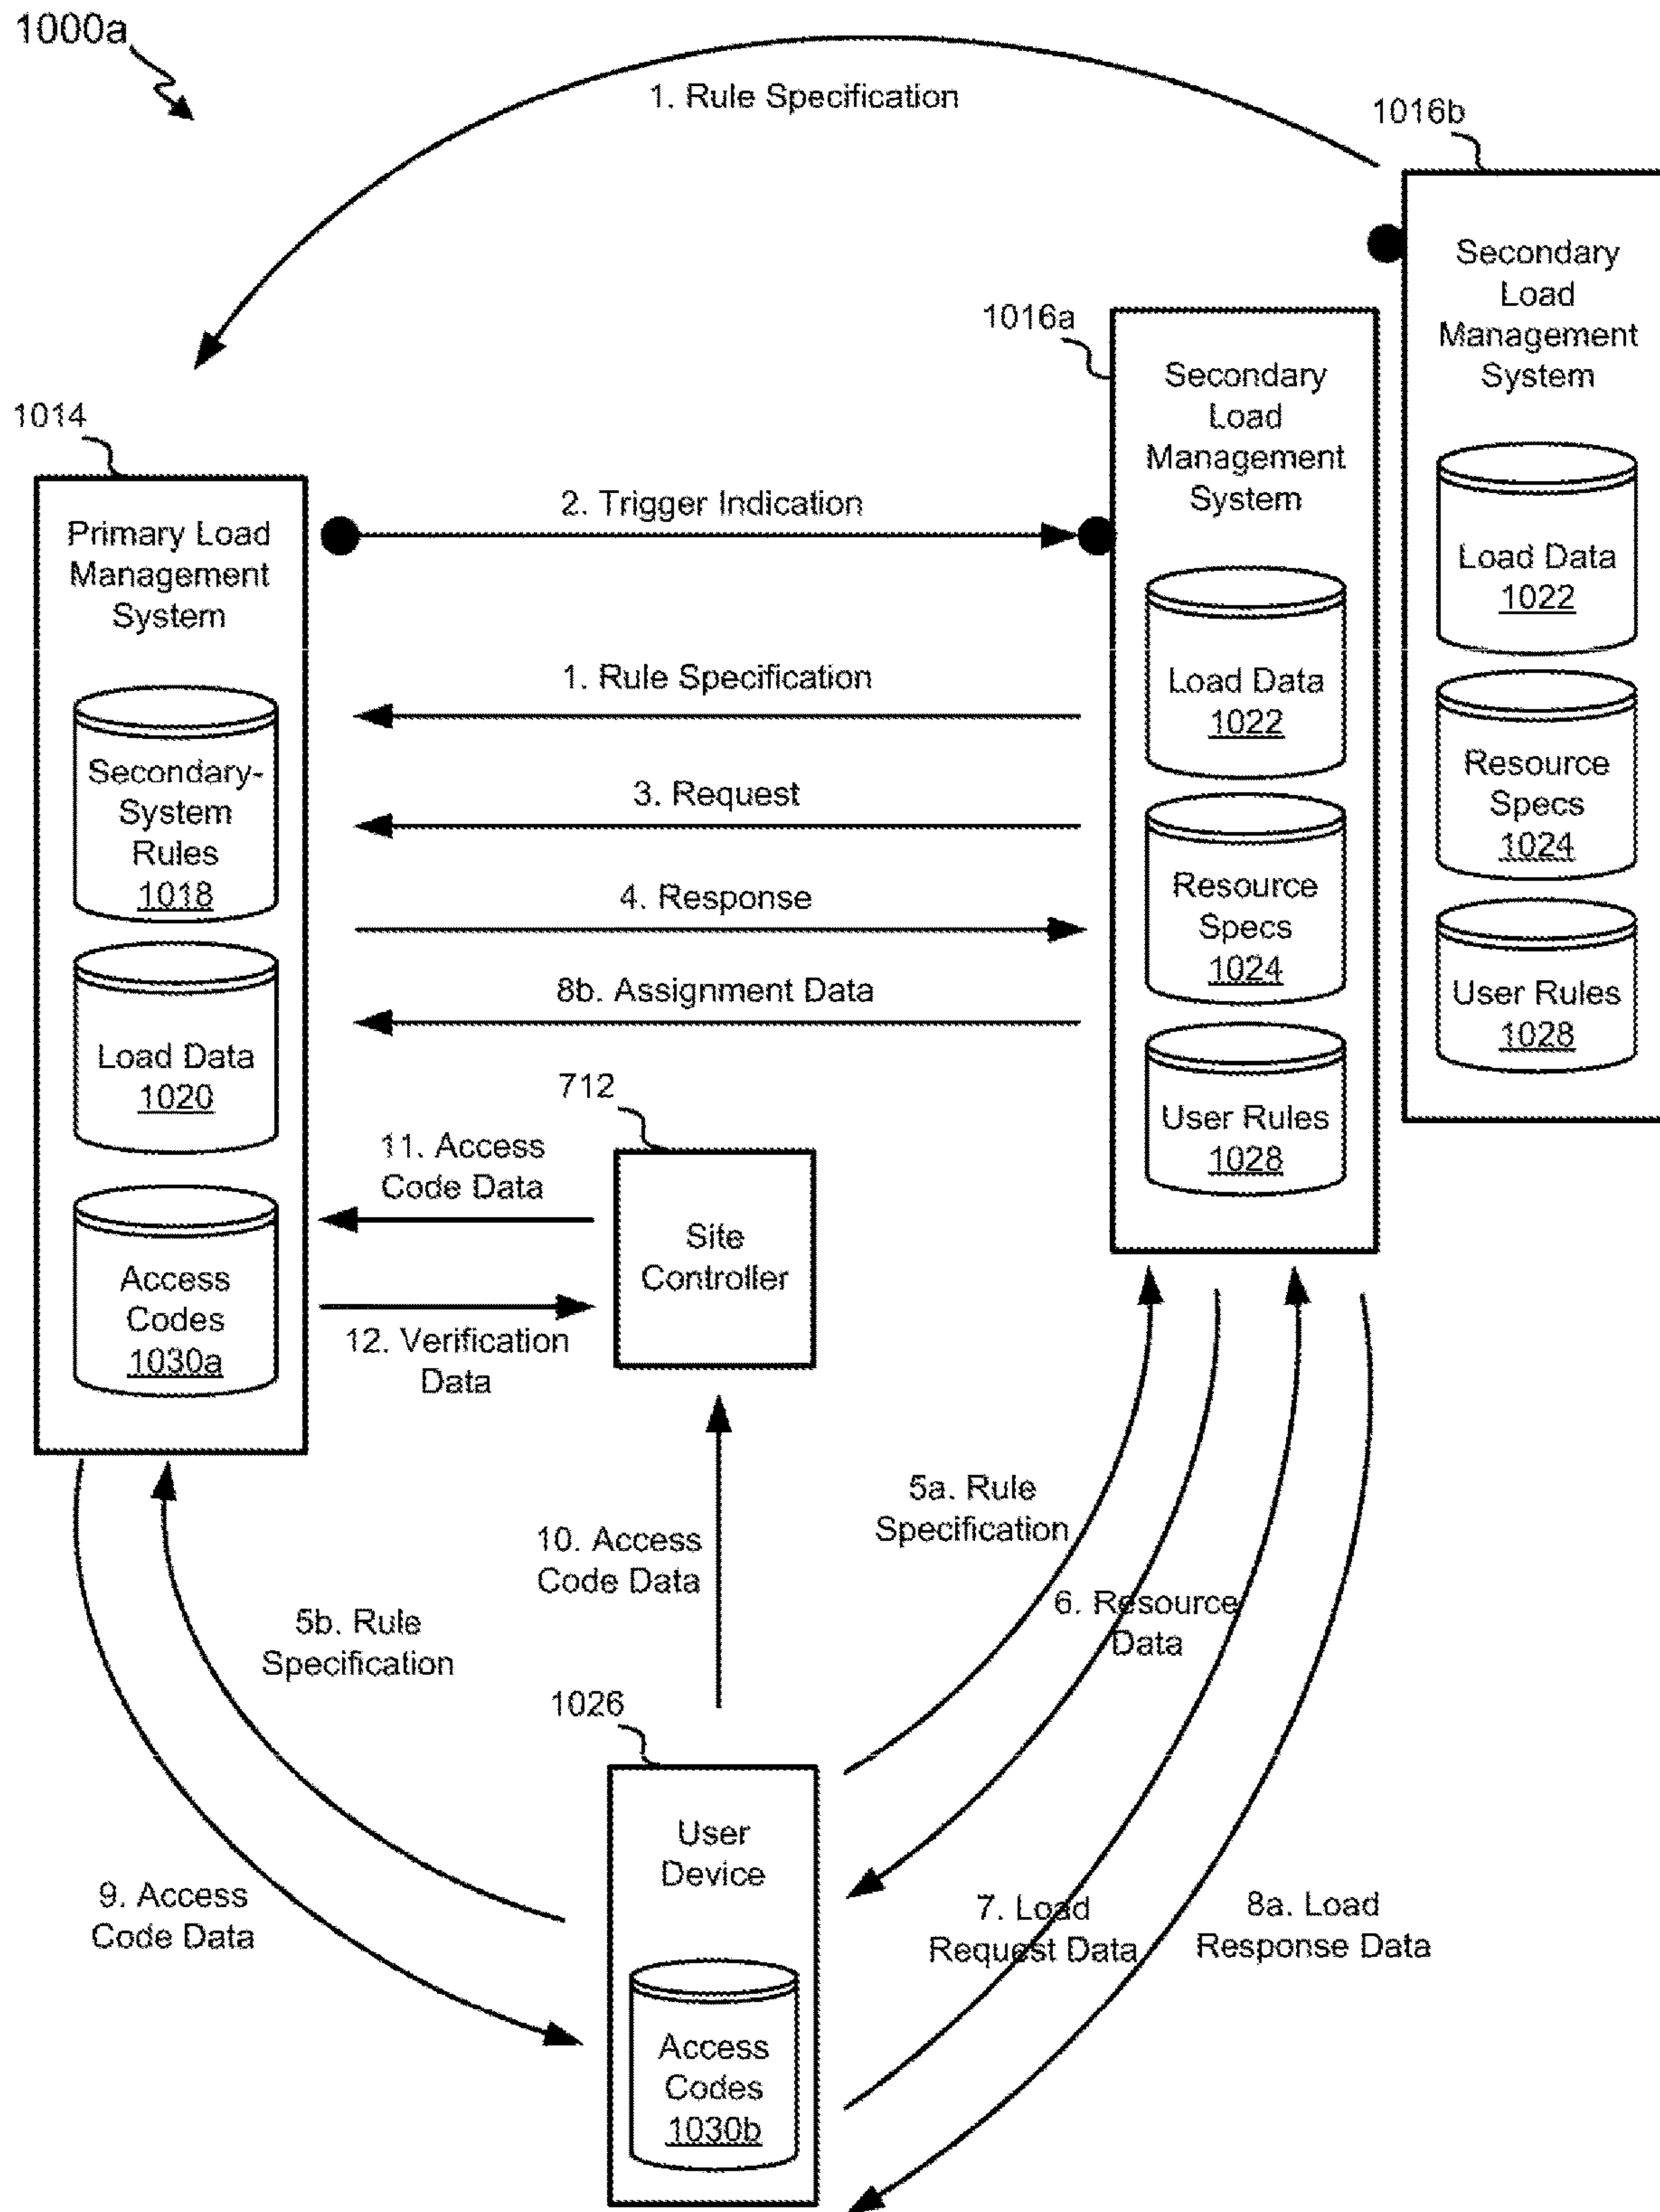 1000a
1. Rule Specification
1016b
Secondary
Load
Management
System
Load Data
1022
Resource
Specs
1024
User Rules
1028
1016a
Secondary
Load
Management
System
Load Data
1022
Resource
Specs
1024
User Rules
1028
1014
Primary Load
Management
System
Secondary-
System
Rules
1018
Load Data
1020
Access
Codes
1030a
2. Trigger Indication
1. Rule Specification
3. Request
4. Response
8b. Assignment Data
712
Site
Controller
11. Access
Code Data
12. Verification
Data
10. Access
Code Data
5a. Rule
Specification
6. Resource
Data
5b. Rule
Specification
1026
User
Device
Access
Codes
1030b
9. Access
Code Data
7. Load
Request Data
8a. Load
Response Data